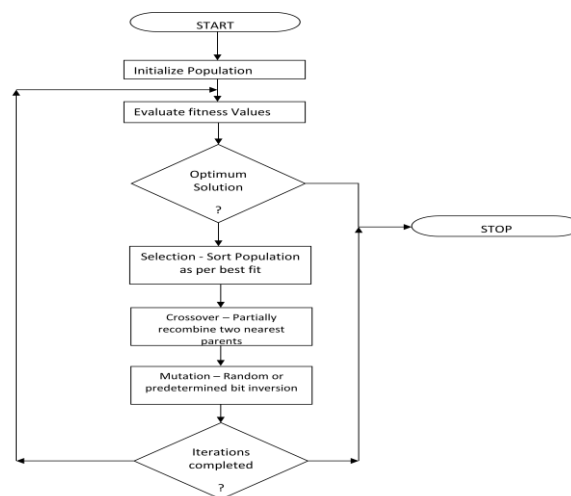 START
Initialize Population
Evaluate fitness Values
Optimum
Solution
?
STOP
Selection - Sort Population
as per best fit
Crossover – Partially
recombine two nearest
parents
Mutation – Random or
predetermined bit inversion
Iterations
completed
?